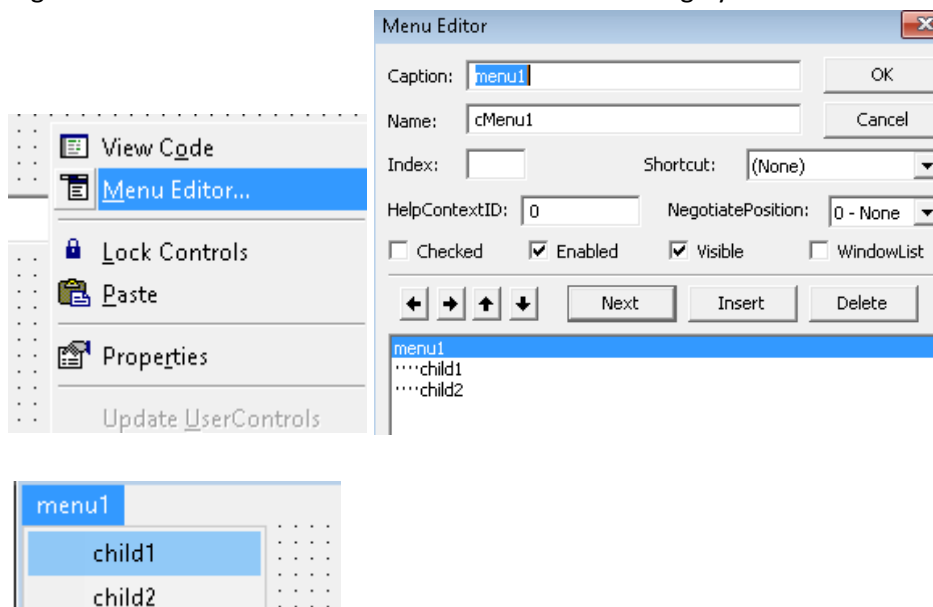 View Code
Menu Editor...
Lock Controls
Paste
Properties
Update UserControls
Menu Editor
Caption: menu1 OK
Name: cMenu1 Cancel
Index: Shortcut: (None)
HelpContextID: 0 NegotiatePosition: 0 - None
Checked Enabled Visible WindowList
Next Insert Delete
menu1
····child1
····child2
menu1
child1
child2